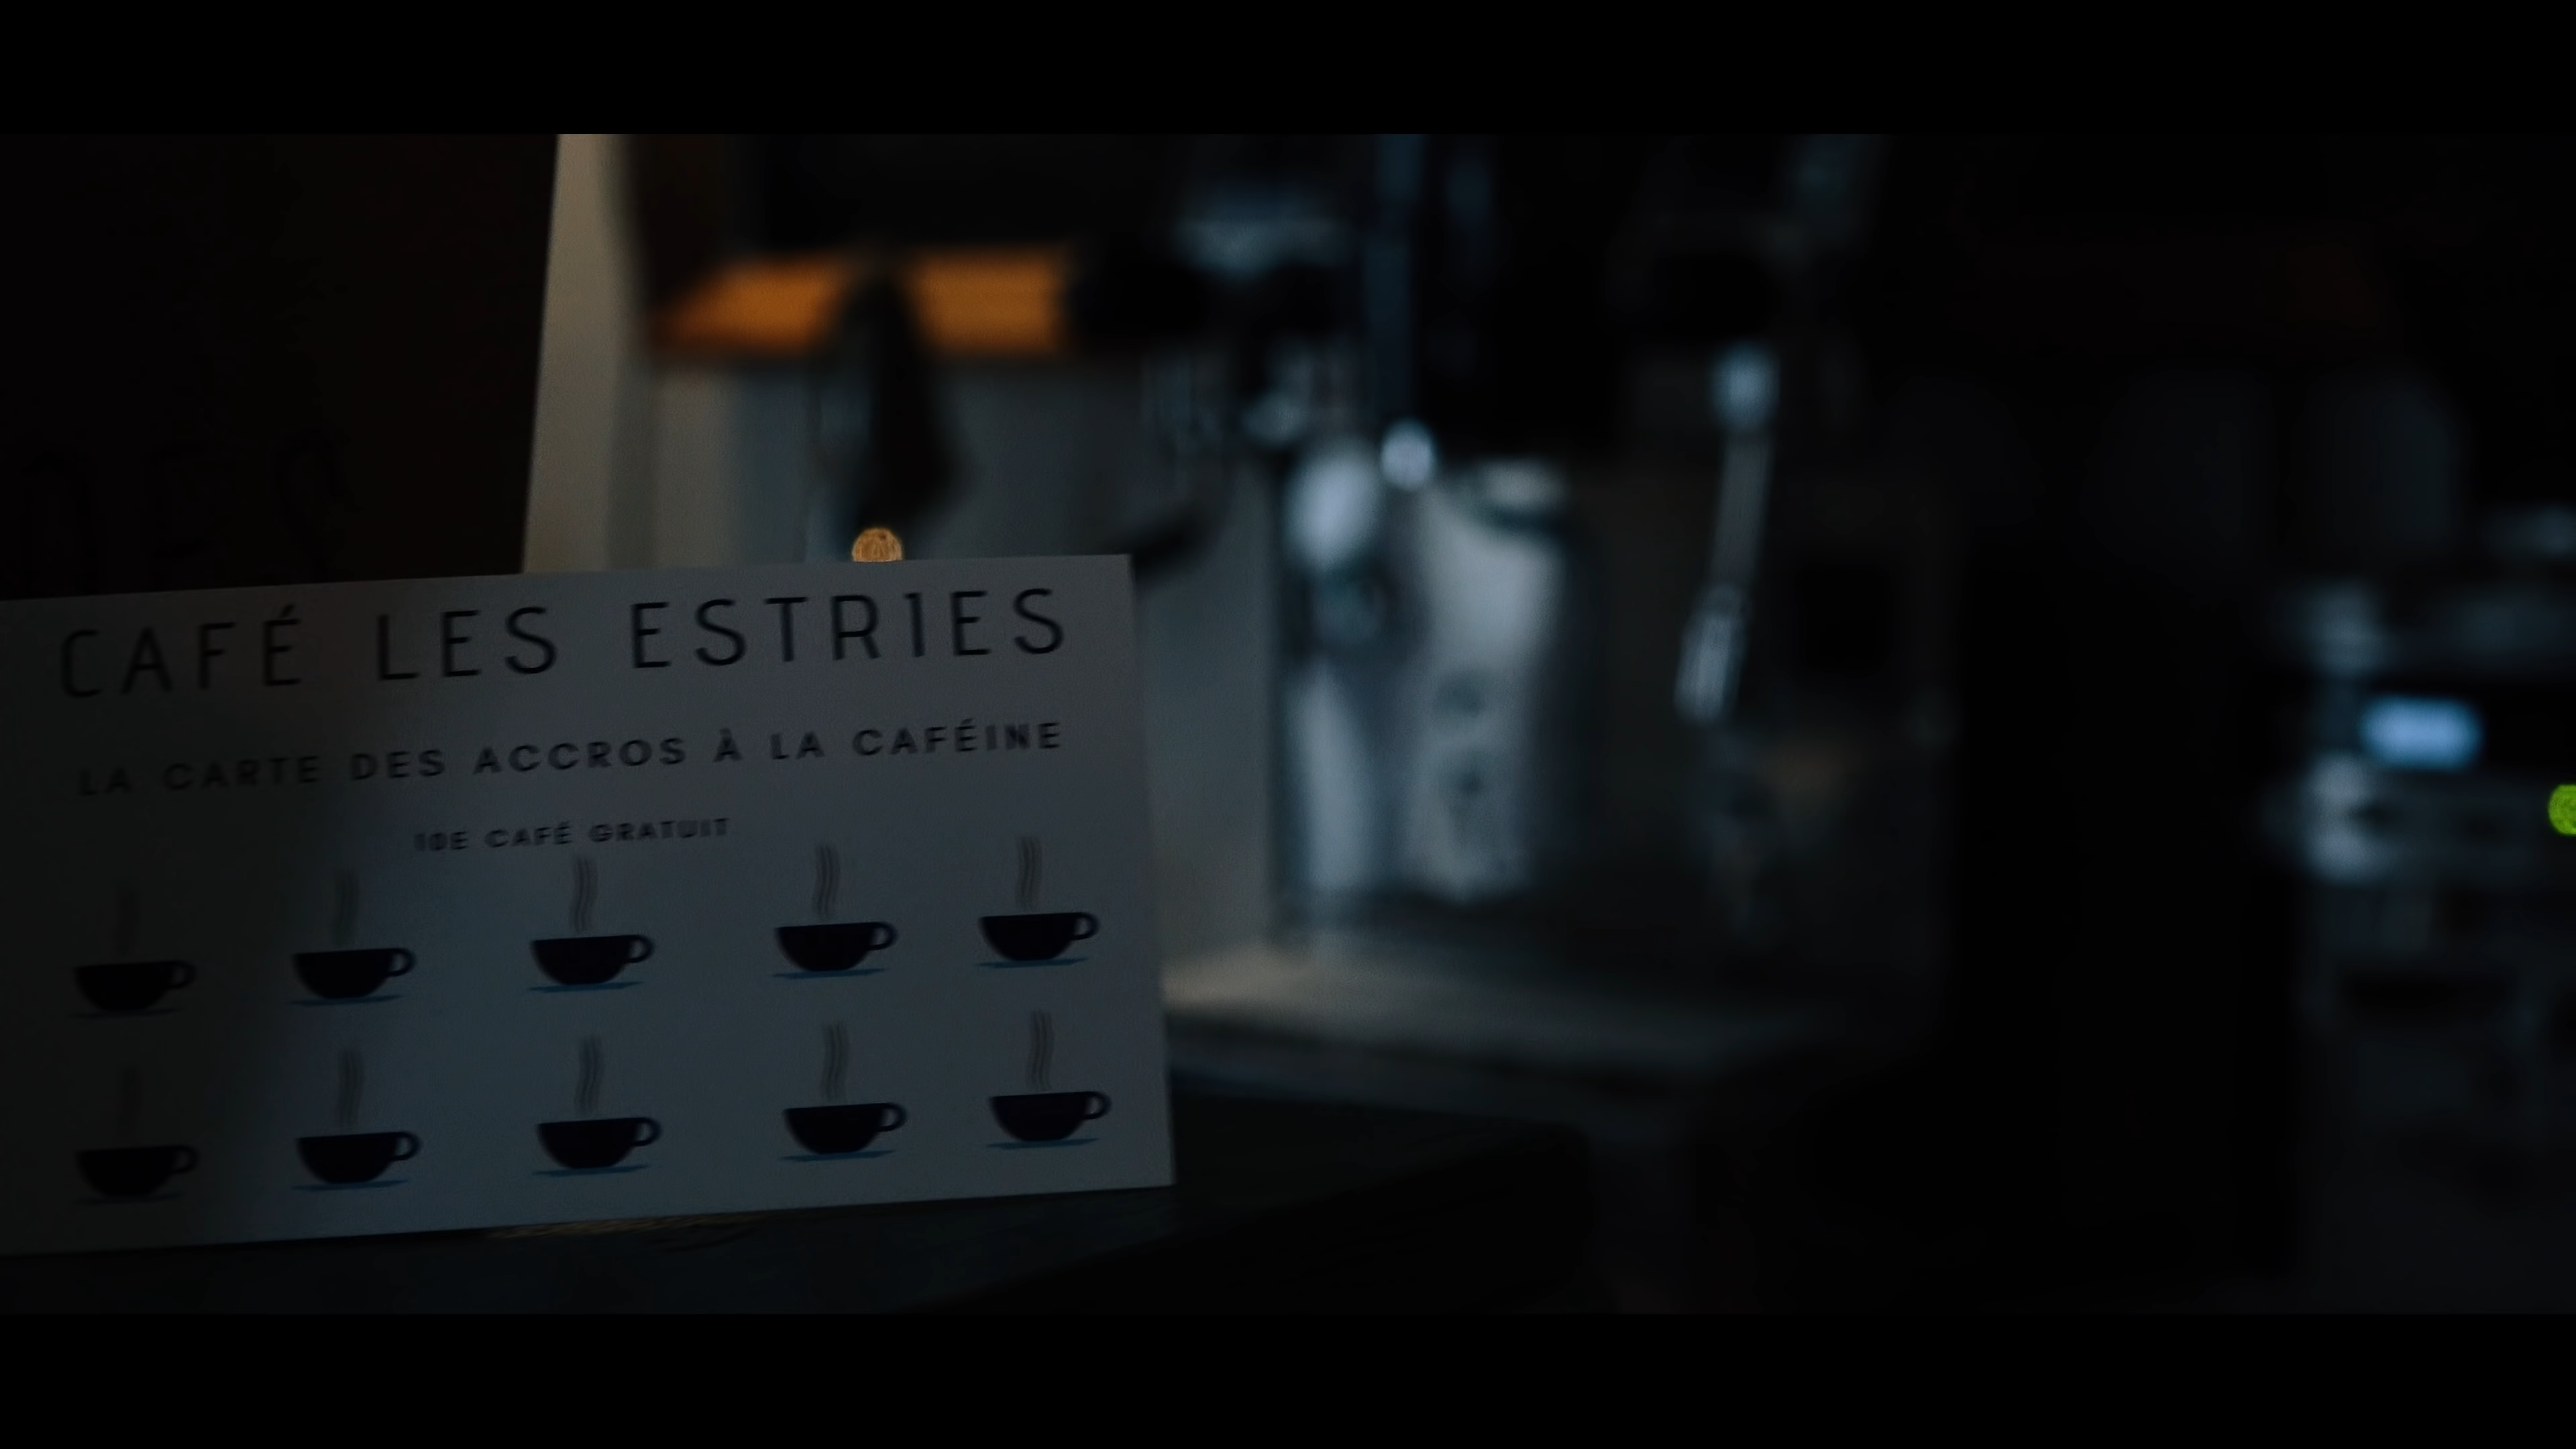 CAFÉ LES ESTRIES
LA CARTE DES ACCROS À LA CAFÉINE
10E CAFÉ GRATUIT